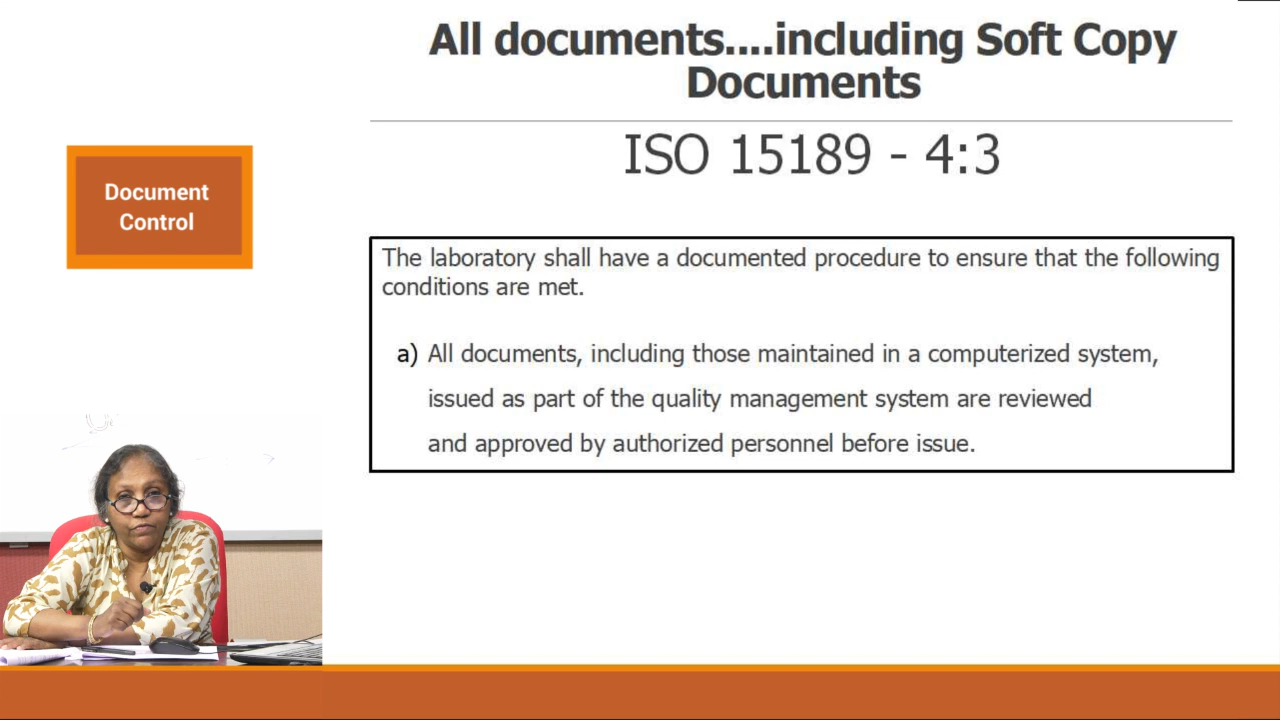 All documents....including Soft Copy
Documents
ISO 15189 - 4:3
Document
Control
The laboratory shall have a documented procedure to ensure that the following
conditions are met.
a) All documents, including those maintained in a computerized system,
issued as part of the quality management system are reviewed
and approved by authorized personnel before issue.